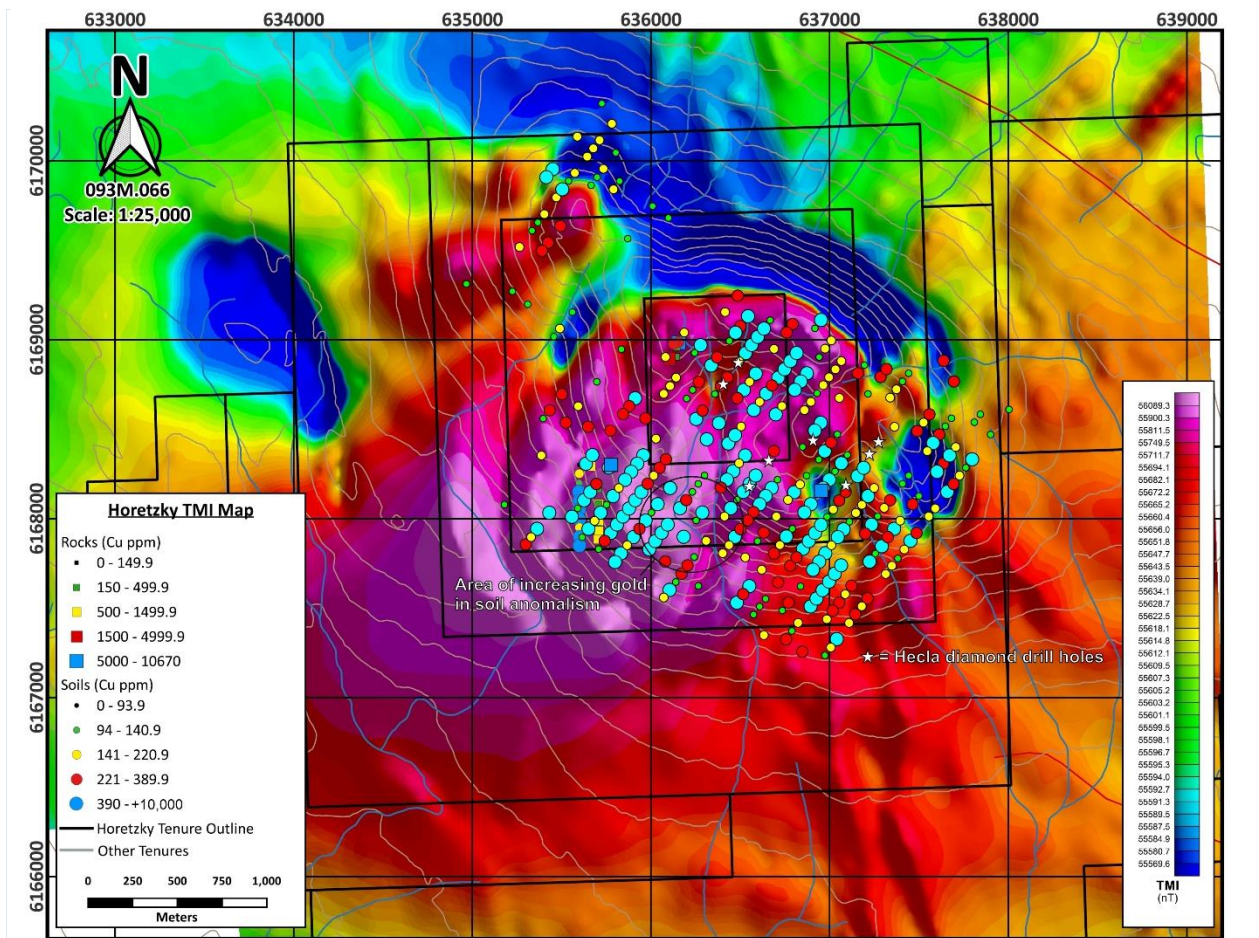 633000 634000 635000 636000 637000 638000 639000
6170000
6169000
6168000
6167000
6166000
N
093M.066
Scale: 1:25,000
Area of increasing gold
in soil anomalism
★ = Hecla diamond drill holes
Horetzky TMI Map
Rocks (Cu ppm)
0 - 149.9
150 - 499.9
500 - 1499.9
1500 - 4999.9
5000 - 10670
Soils (Cu ppm)
0 - 93.9
94 - 140.9
141 - 220.9
221 - 389.9
390 - +10,000
Horetzky Tenure Outline
Other Tenures
0 250 500 750 1,000
Meters
56089.3
55900.3
55811.5
55749.5
55711.7
55694.1
55682.1
55672.2
55665.2
55660.4
55656.0
55651.8
55647.7
55643.5
55639.0
55634.1
55628.7
55622.5
55618.1
55614.8
55612.1
55609.5
55607.3
55605.2
55603.2
55601.1
55599.5
55598.1
55596.7
55595.3
55594.0
55592.7
55591.3
55589.5
55587.5
55584.9
55580.7
55569.6
TMI
(nT)